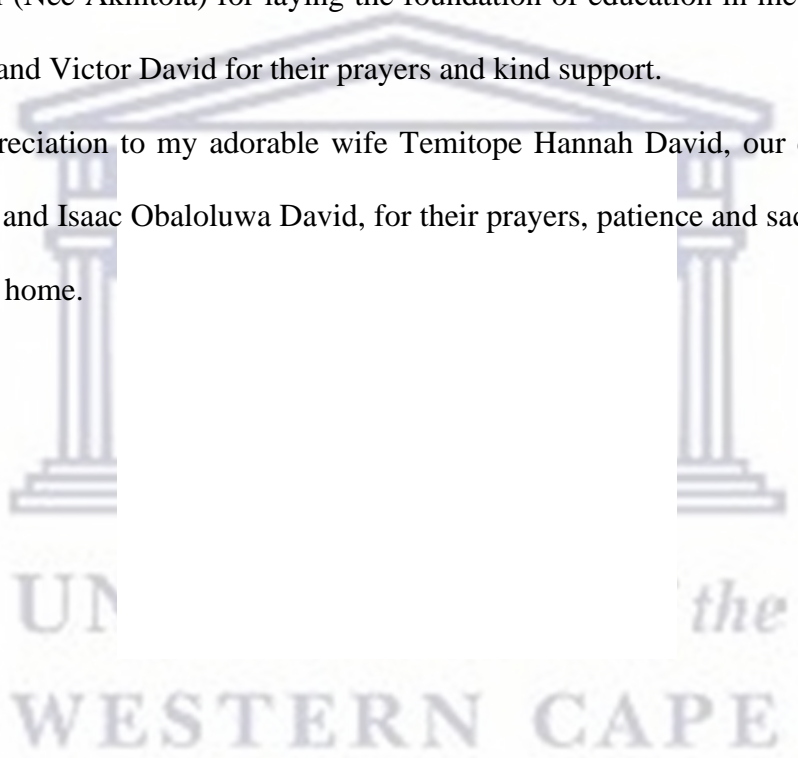 (Nee Akintola) for laying the foundation of education in me
and Victor David for their prayers and kind support.
reciation to my adorable wife Temitope Hannah David, our
and Isaac Obaloluwa David, for their prayers, patience and sac
home.
UN the
WESTERN CAPE